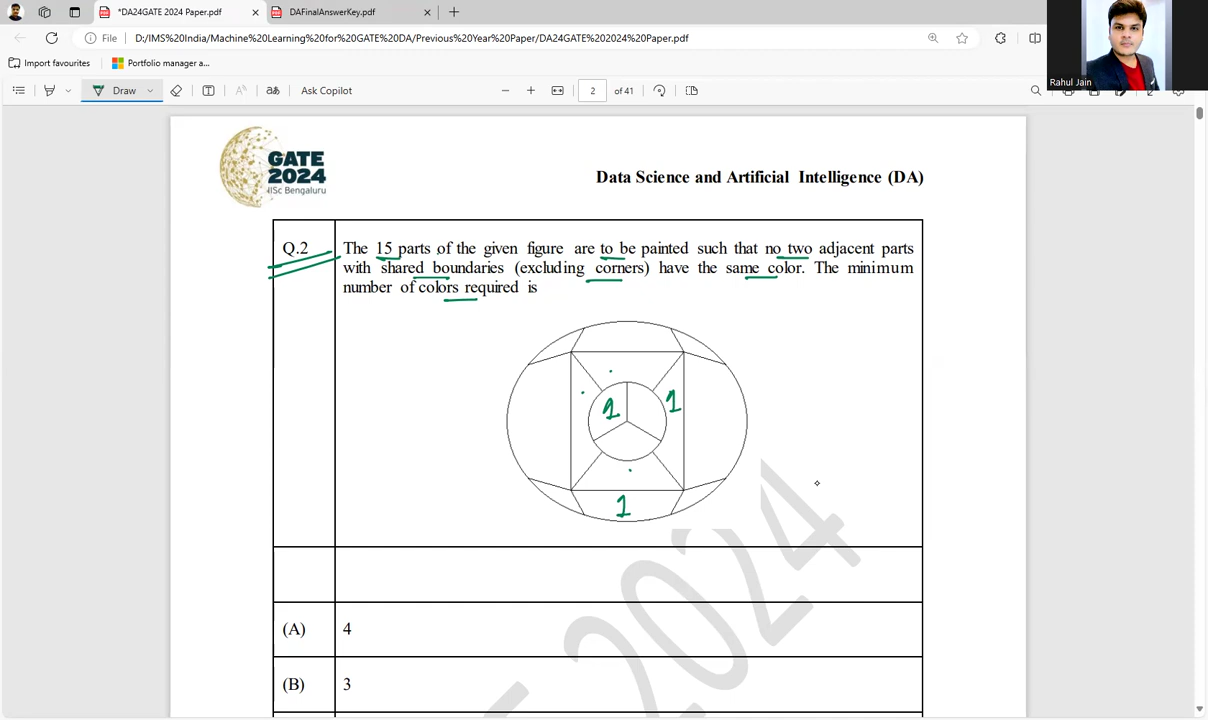 *DA24GATE 2024 Paper.pdf
DAFinalAnswerKey.pdf
File
D:/IMS%20India/Machine%20Learning%20for%20GATE%20DA/Previous%20Year%20Paper/DA24GATE%202024%20Paper.pdf
Import favourites
Portfolio manager a...
Rahul Jain
Draw
Ask Copilot
2
of 41
GATE
2024
IISc Bengaluru
Data Science and Artificial Intelligence (DA)
Q.2
The 15 parts of the given figure are to be painted such that no two adjacent parts
with shared boundaries (excluding corners) have the same color. The minimum
number of colors required is
1
1
1
(A)
4
(B)
3
2024